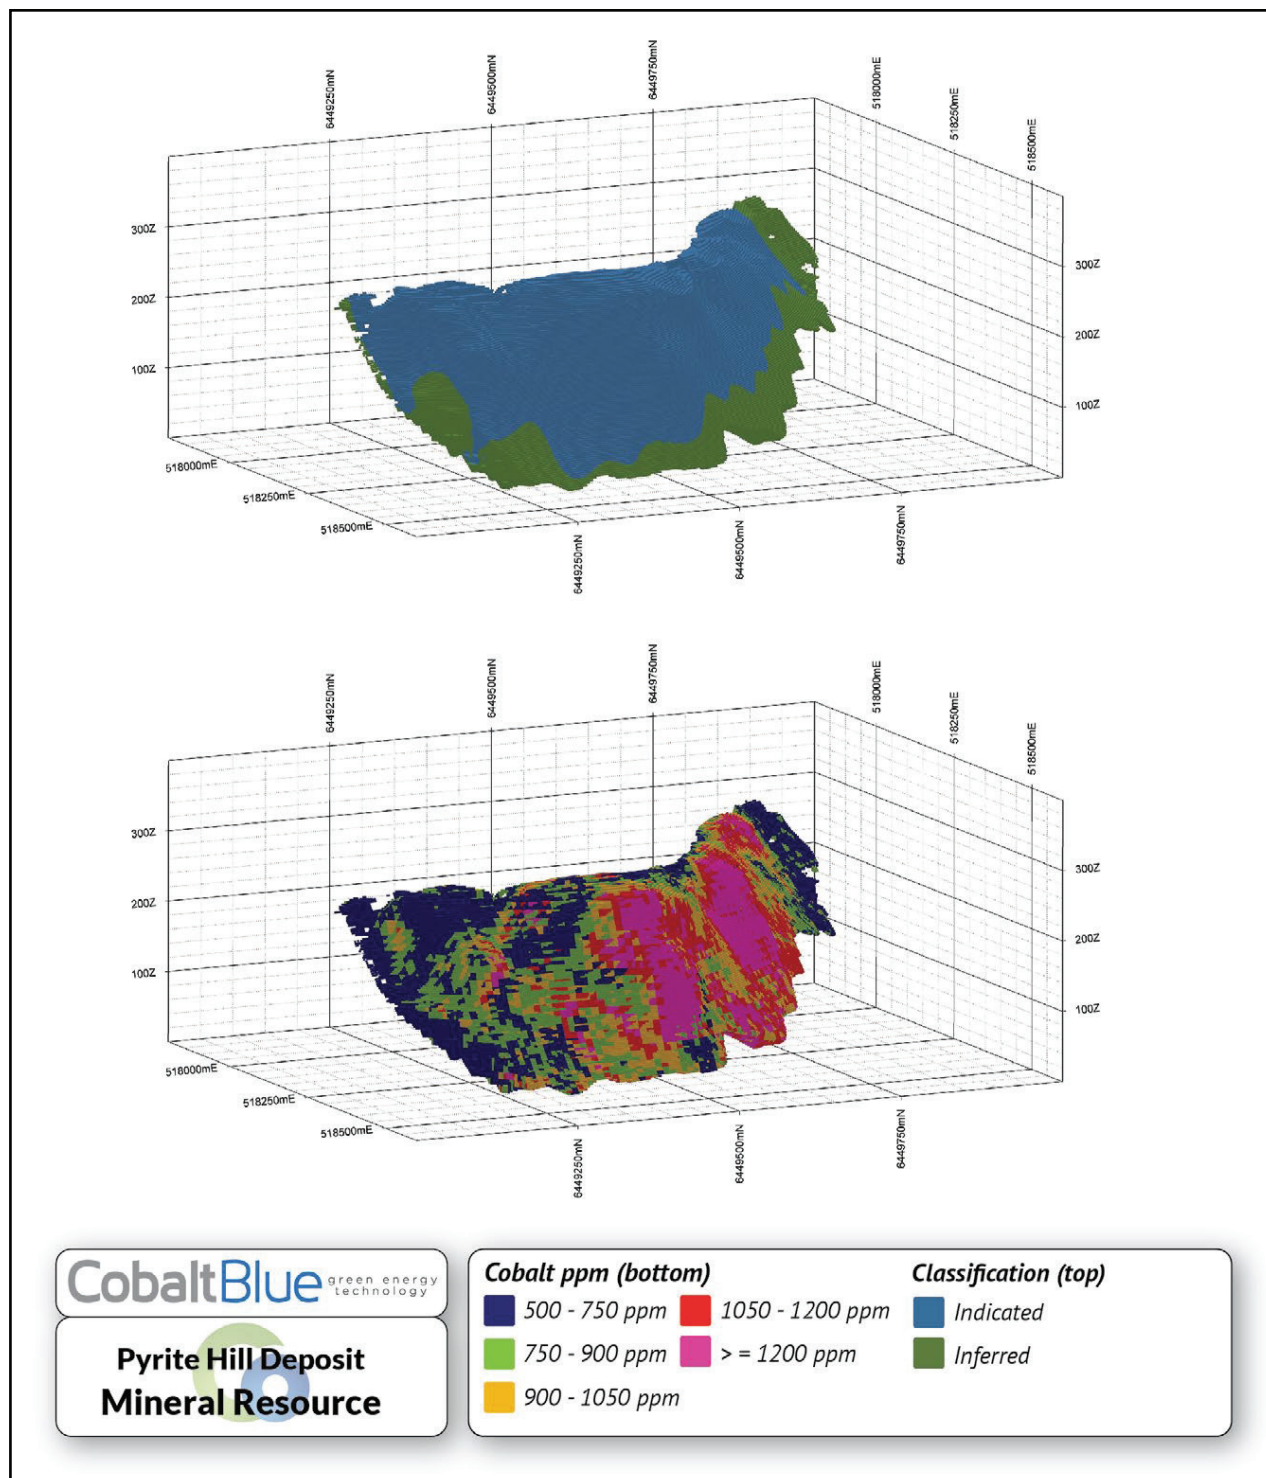 6449250mN
6449500mN
6449750mN
518000mE
518250mE
518500mE
300Z
200Z
100Z
300Z
200Z
100Z
518000mE
518250mE
518500mE
6449250mN
6449500mN
6449750mN
6449250mN
6449500mN
6449750mN
518000mE
518250mE
518500mE
300Z
200Z
100Z
300Z
200Z
100Z
518000mE
518250mE
518500mE
6449250mN
6449500mN
6449750mN
CobaltBlue green energy technology
Pyrite Hill Deposit
Mineral Resource
Cobalt ppm (bottom)
500 - 750 ppm
750 - 900 ppm
900 - 1050 ppm
1050 - 1200 ppm
> = 1200 ppm
Classification (top)
Indicated
Inferred